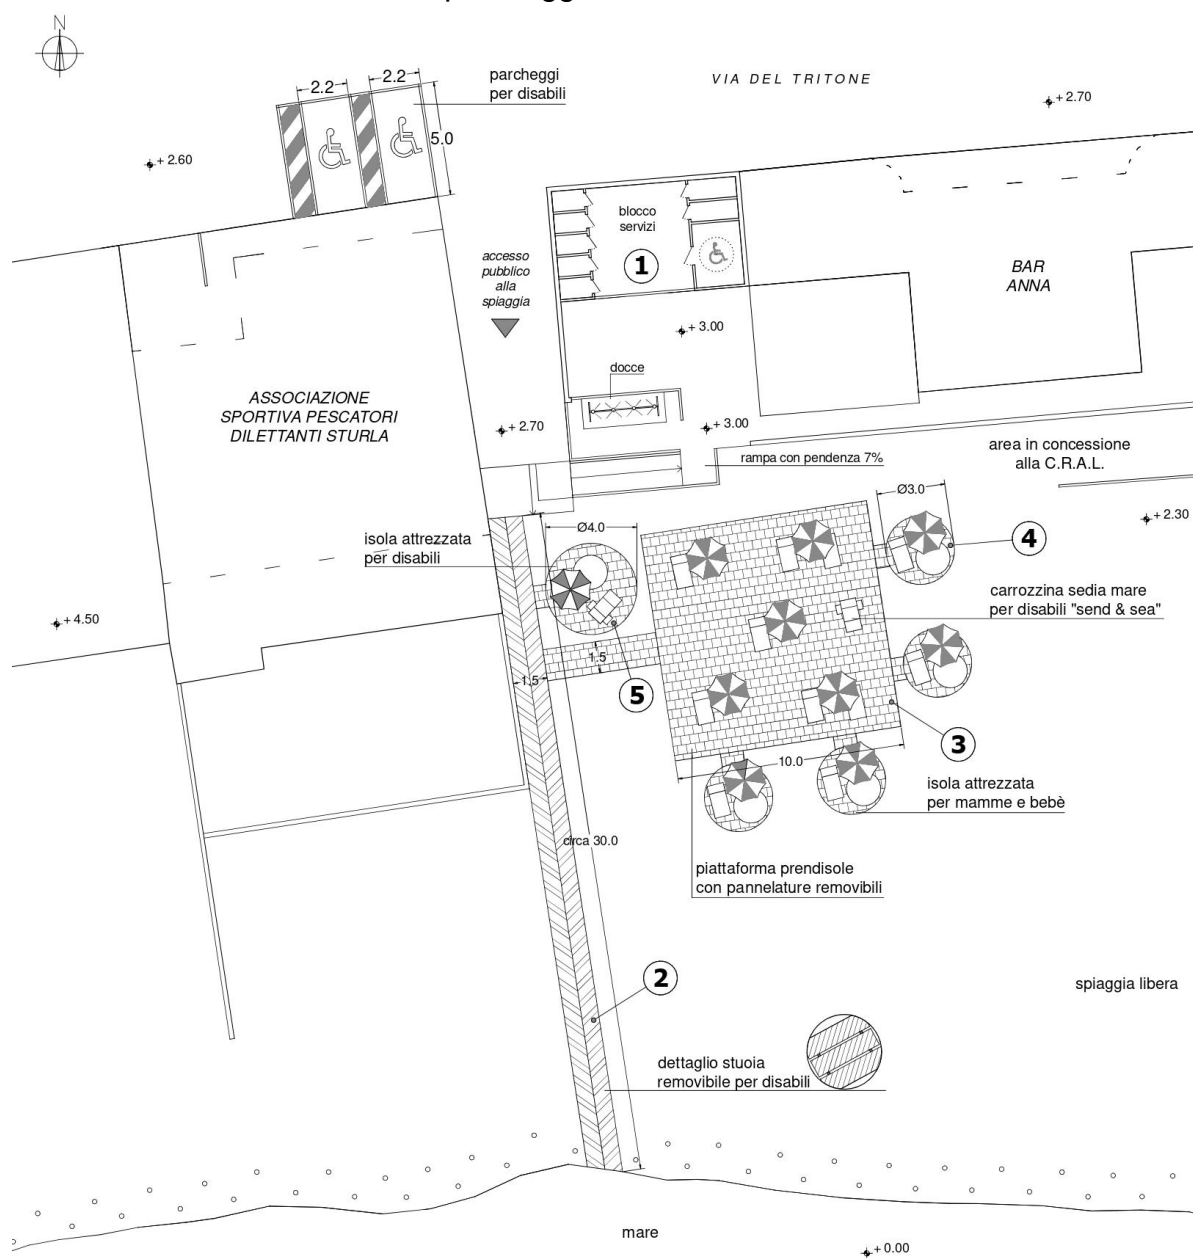 N
2.2
2.2
parcheggi
per disabili
5.0
VIA DEL TRITONE
+ 2.70
+ 2.60
blocco
servizi
1
accesso
pubblico
alla
spiaggia
BAR
ANNA
+ 3.00
docce
ASSOCIAZIONE
SPORTIVA PESCATORI
DILETTANTI STURLA
+ 2.70
+ 3.00
rampa con pendenza 7%
area in concessione
alla C.R.A.L.
Ø3.0
+ 2.30
Ø4.0
isola attrezzata
per disabili
4
carrozzina sedia mare
per disabili "send & sea"
+ 4.50
1.5
1.5
5
3
10.0
isola attrezzata
per mamme e bebè
circa 30.0
piattaforma prendisole
con pannelature removibili
2
spiaggia libera
dettaglio stuoia
removibile per disabili
mare
+ 0.00